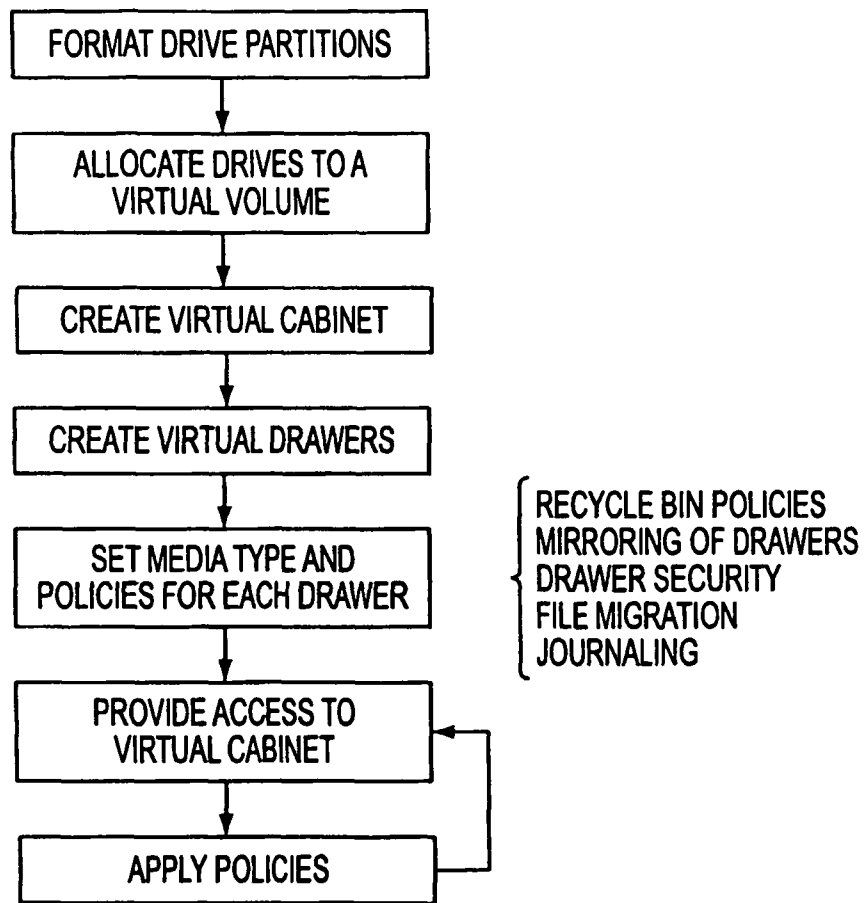 FORMAT DRIVE PARTITIONS
ALLOCATE DRIVES TO A
VIRTUAL VOLUME
CREATE VIRTUAL CABINET
CREATE VIRTUAL DRAWERS
SET MEDIA TYPE AND
POLICIES FOR EACH DRAWER
RECYCLE BIN POLICIES
MIRRORING OF DRAWERS
DRAWER SECURITY
FILE MIGRATION
JOURNALING
PROVIDE ACCESS TO
VIRTUAL CABINET
APPLY POLICIES